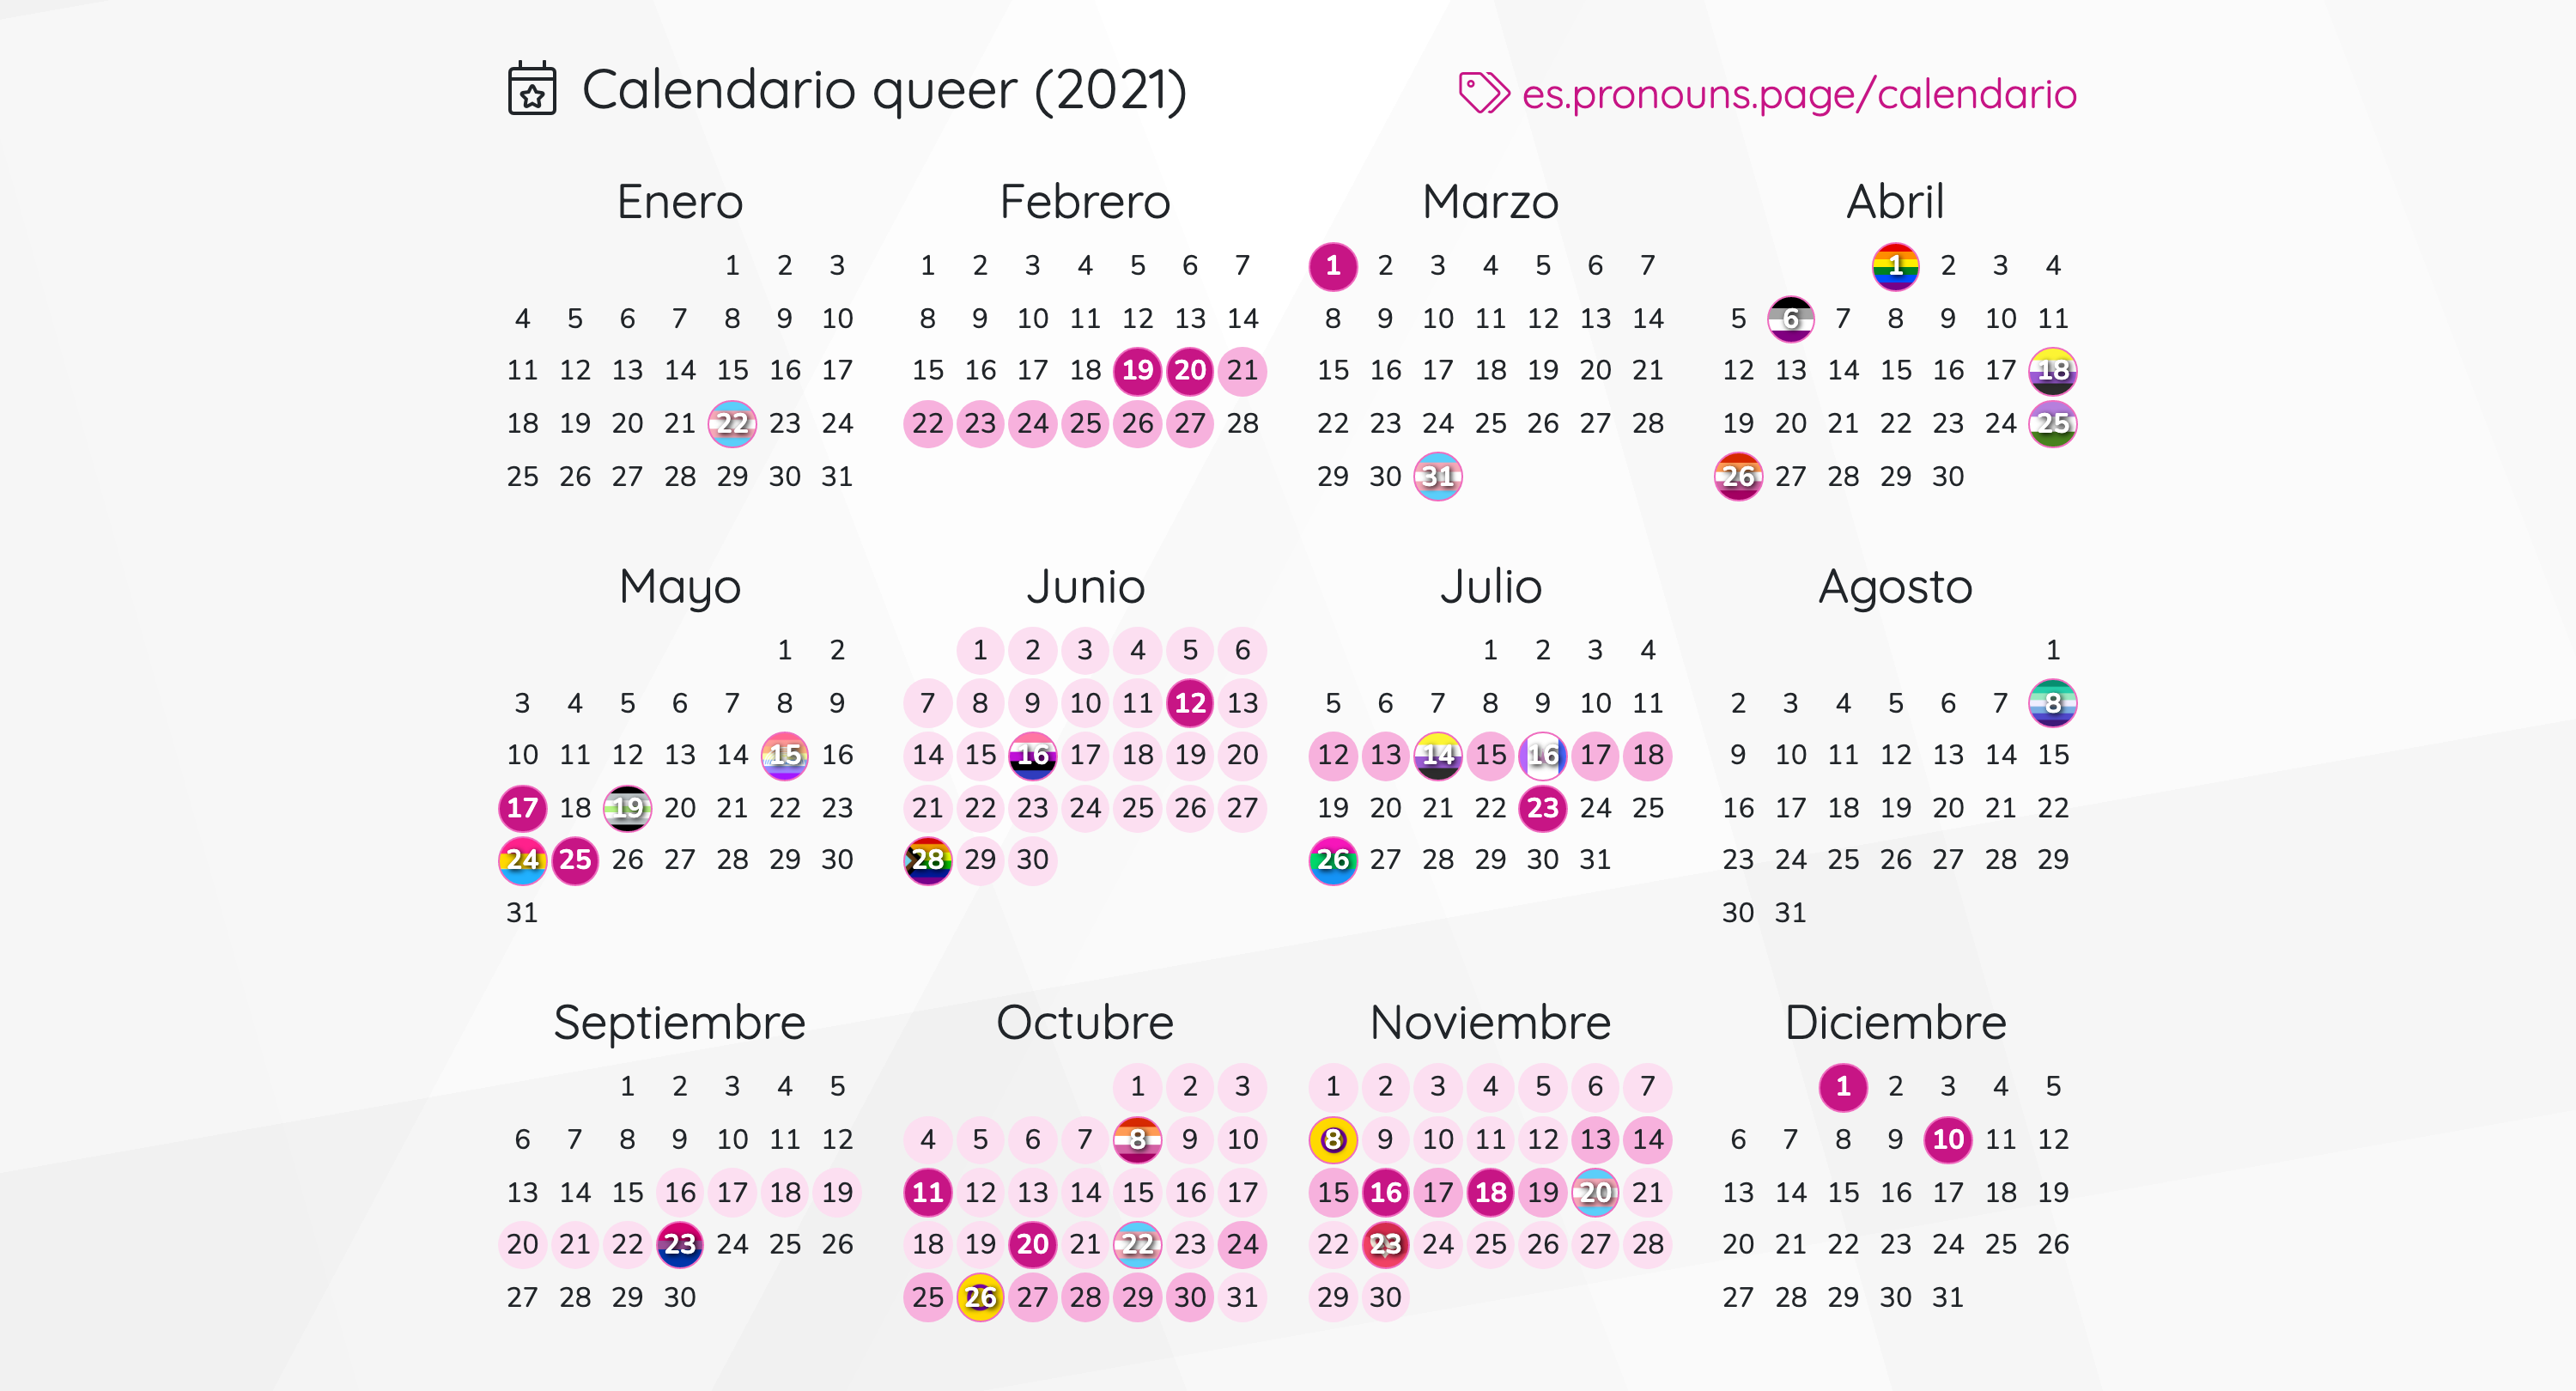 Calendario queer (2021)
es.pronouns.page/calendario
Enero
1 2 3
4 5 6 7 8 9 10
11 12 13 14 15 16 17
18 19 20 21 22 23 24
25 26 27 28 29 30 31
Febrero
1 2 3 4 5 6 7
8 9 10 11 12 13 14
15 16 17 18 19 20 21
22 23 24 25 26 27 28
Marzo
1 2 3 4 5 6 7
8 9 10 11 12 13 14
15 16 17 18 19 20 21
22 23 24 25 26 27 28
29 30 31
Abril
1 2 3 4
5 6 7 8 9 10 11
12 13 14 15 16 17 18
19 20 21 22 23 24 25
26 27 28 29 30
Mayo
1 2
3 4 5 6 7 8 9
10 11 12 13 14 15 16
17 18 19 20 21 22 23
24 25 26 27 28 29 30
31
Junio
1 2 3 4 5 6
7 8 9 10 11 12 13
14 15 16 17 18 19 20
21 22 23 24 25 26 27
28 29 30
Julio
1 2 3 4
5 6 7 8 9 10 11
12 13 14 15 16 17 18
19 20 21 22 23 24 25
26 27 28 29 30 31
Agosto
1
2 3 4 5 6 7 8
9 10 11 12 13 14 15
16 17 18 19 20 21 22
23 24 25 26 27 28 29
30 31
Septiembre
1 2 3 4 5
6 7 8 9 10 11 12
13 14 15 16 17 18 19
20 21 22 23 24 25 26
27 28 29 30
Octubre
1 2 3
4 5 6 7 8 9 10
11 12 13 14 15 16 17
18 19 20 21 22 23 24
25 26 27 28 29 30 31
Noviembre
1 2 3 4 5 6 7
8 9 10 11 12 13 14
15 16 17 18 19 20 21
22 23 24 25 26 27 28
29 30
Diciembre
1 2 3 4 5
6 7 8 9 10 11 12
13 14 15 16 17 18 19
20 21 22 23 24 25 26
27 28 29 30 31